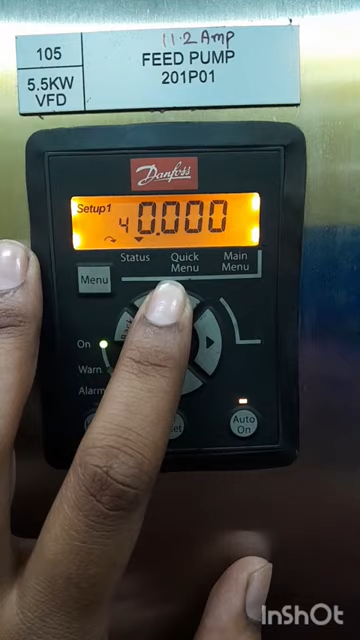 11.2 Amp
105
FEED PUMP
201P01
5.5KW
VFD
Danfoss
Setup1
4 0.000
Status
Quick
Menu
Main
Menu
Menu
On
Warn
Alarm
Auto
On
InShOt